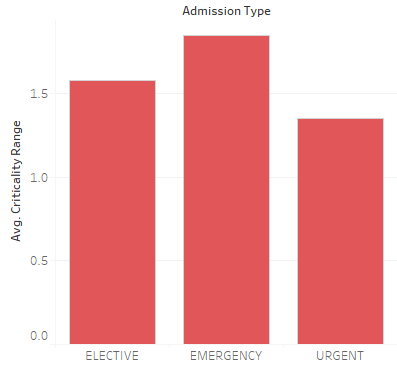 Admission Type
Avg. Criticality Range
1.5
1.0
0.5
0.0
ELECTIVE EMERGENCY URGENT